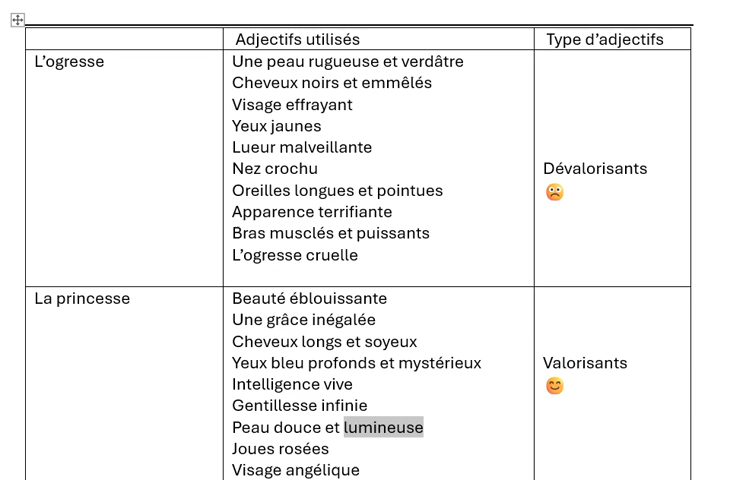 Adjectifs utilisés
Type d’adjectifs
L’ogresse
Une peau rugueuse et verdâtre
Cheveux noirs et emmêlés
Visage effrayant
Yeux jaunes
Lueur malveillante
Nez crochu
Oreilles longues et pointues
Apparence terrifiante
Bras musclés et puissants
L’ogresse cruelle
Dévalorisants
La princesse
Beauté éblouissante
Une grâce inégalée
Cheveux longs et soyeux
Yeux bleu profonds et mystérieux
Intelligence vive
Gentillesse infinie
Peau douce et lumineuse
Joues rosées
Visage angélique
Valorisants